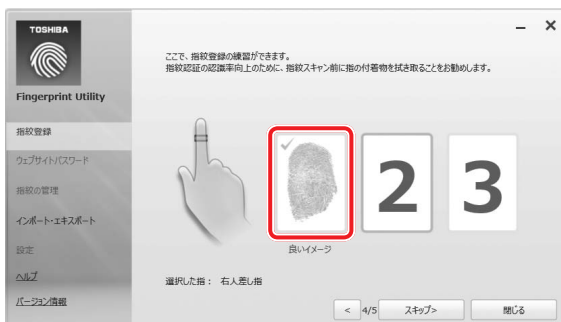 TOSHIBA
Fingerprint Utility
指紋登録
ウェブサイトパスワード
指紋の管理
インポート・エキスポート
設定
ヘルプ
バージョン情報
ここで、指紋登録の練習ができます。
指紋認証の認識率向上のために、指紋スキャン前に指の付着物を拭き取ることをお勧めします。
2
3
良いイメージ
選択した指： 右人差し指
< 4/5 スキップ> 閉じる